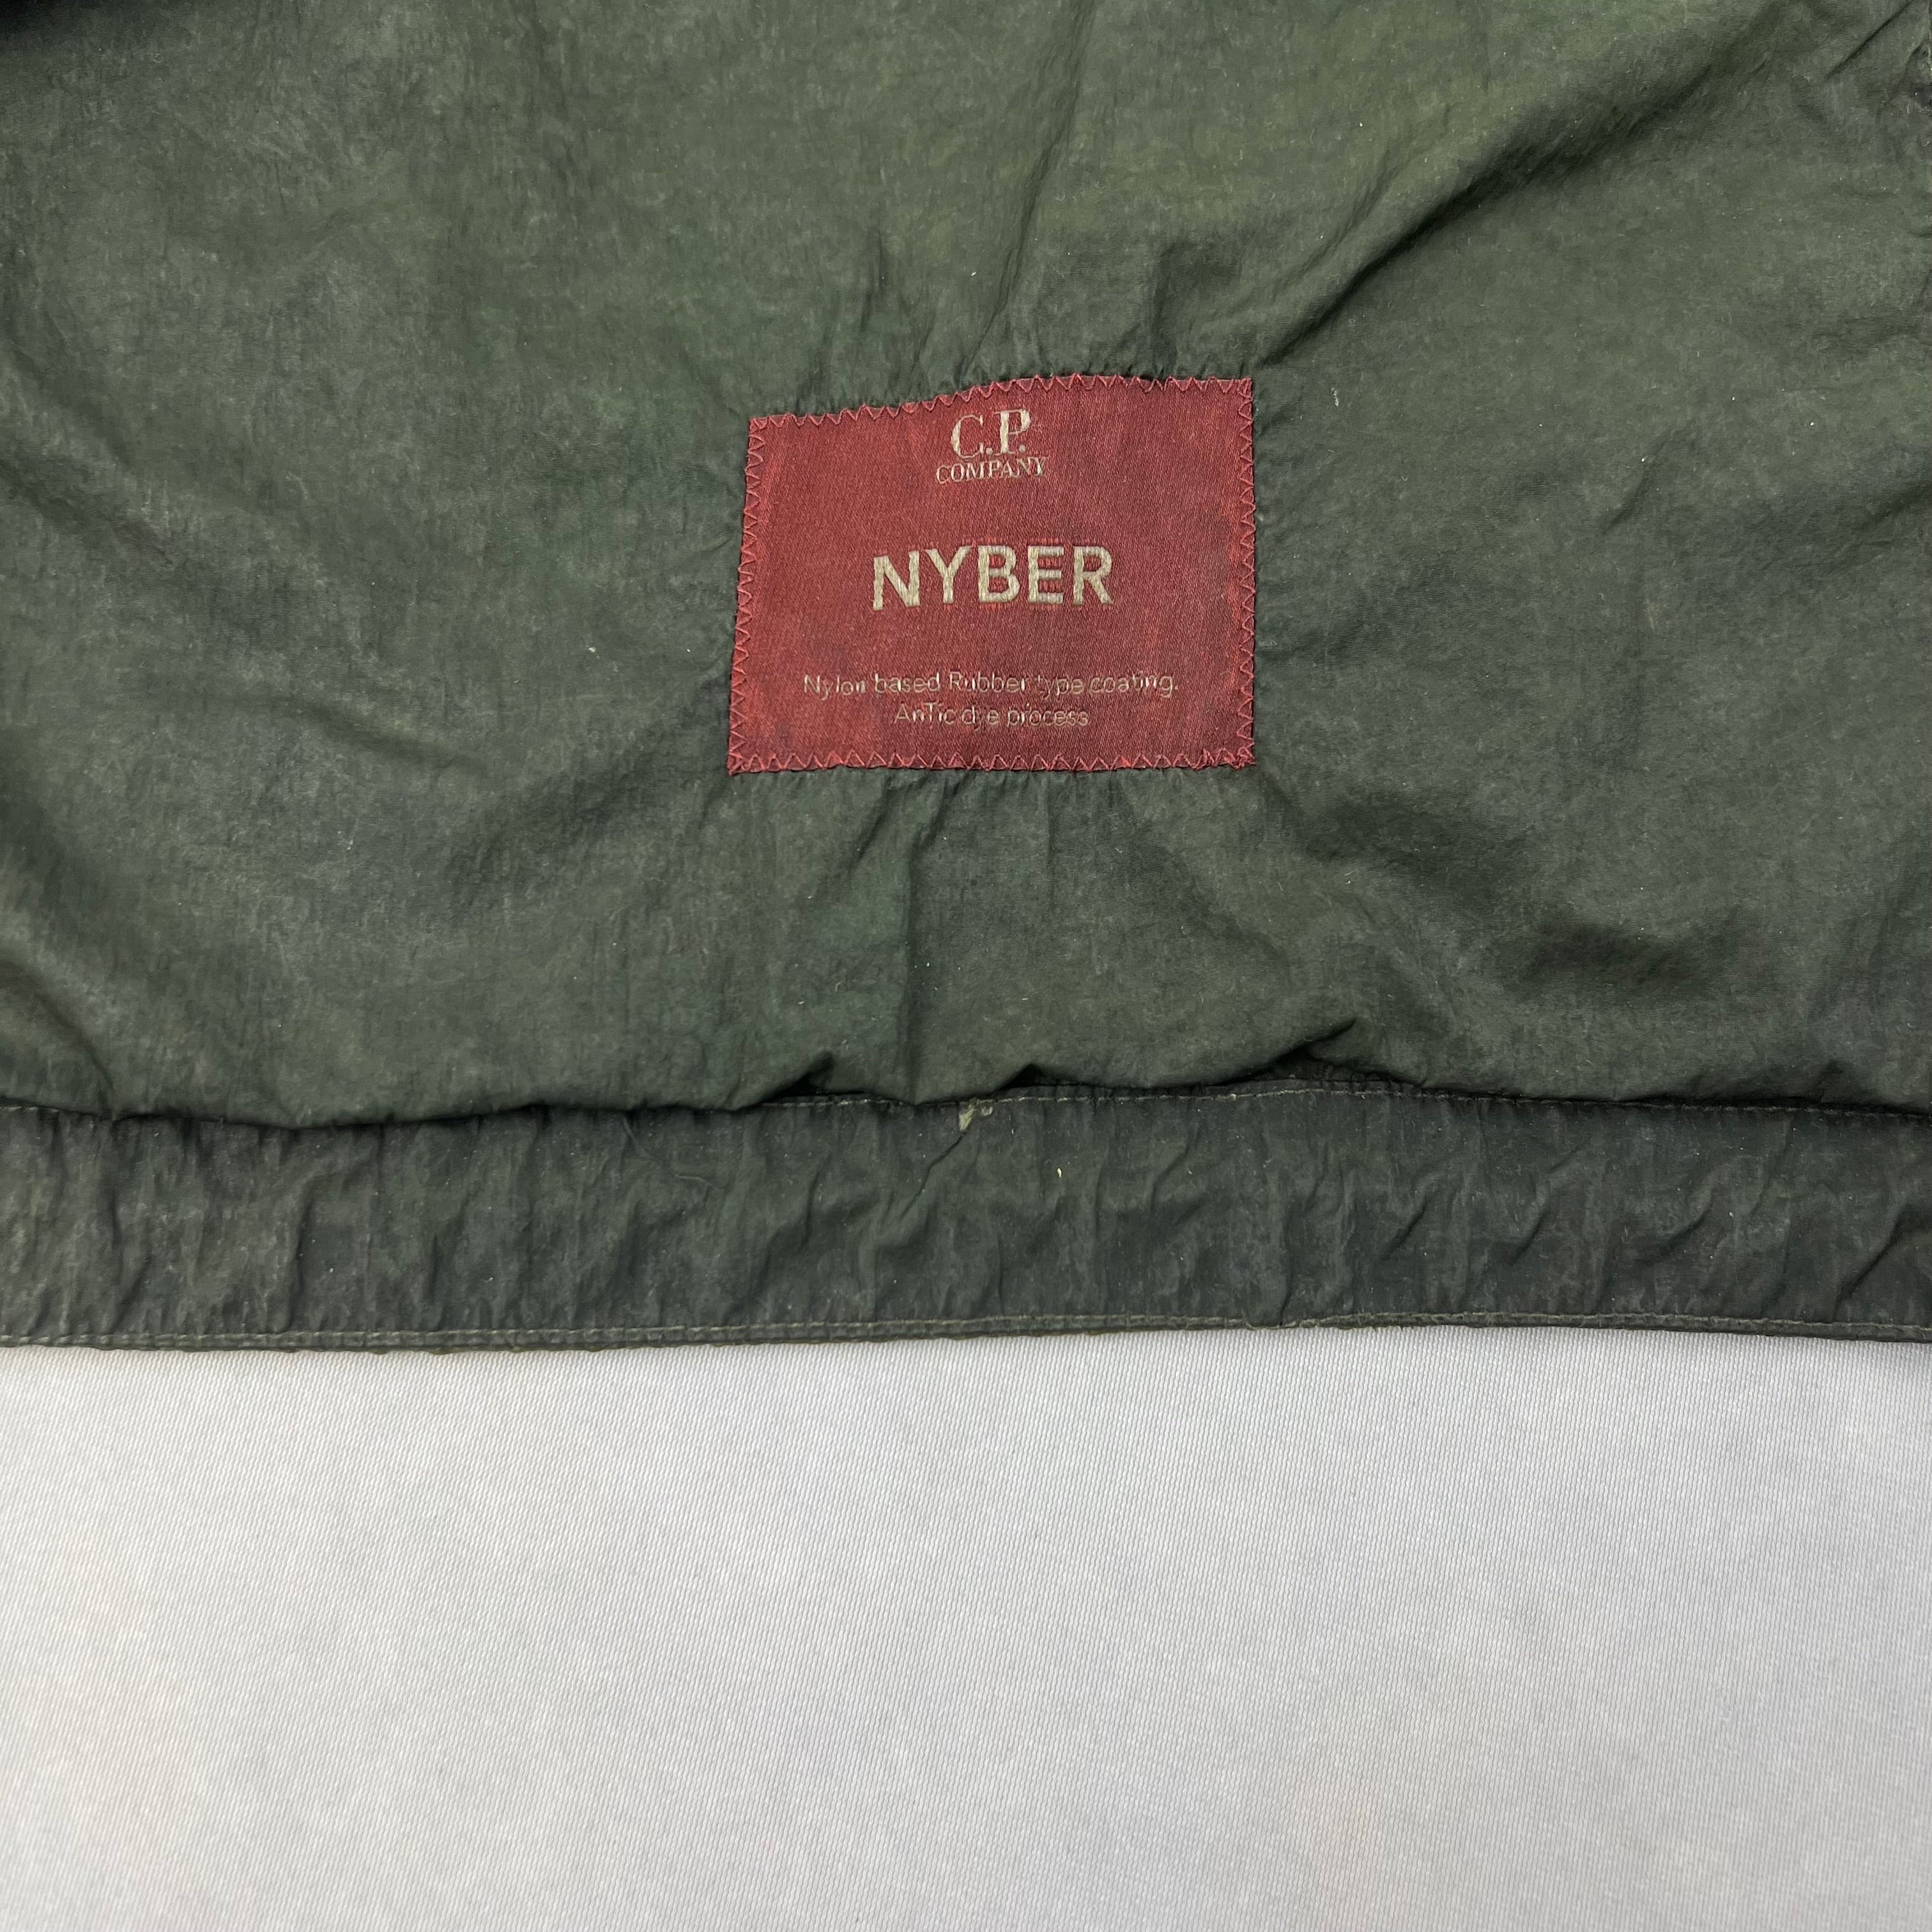 C.P.
COMPANY
NYBER
Nylon based Rubber type coating.
AnTic dye process